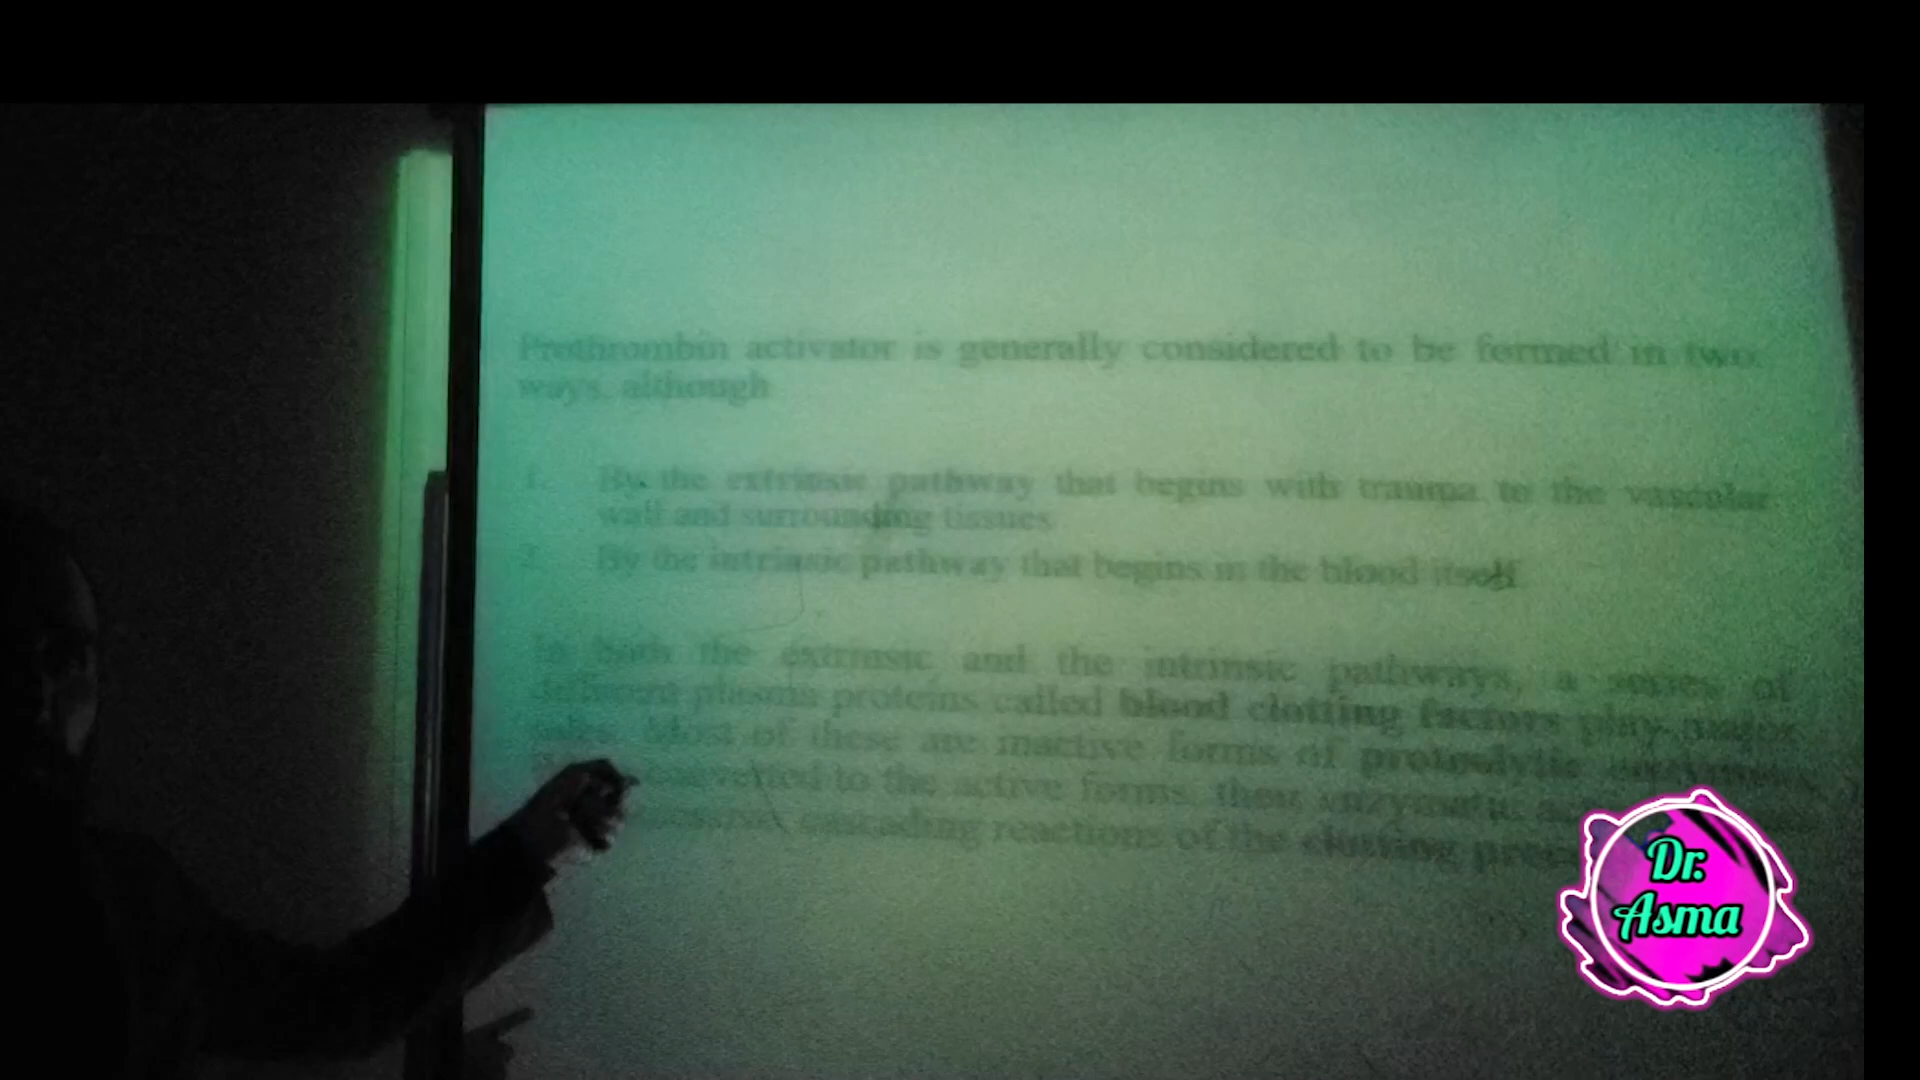 Prothrombin activator is generally considered to be formed in two
ways, although
1. By the extrinsic pathway that begins with trauma to the vascular
wall and surrounding tissues
2. By the intrinsic pathway that begins in the blood itself
In both the extrinsic and the intrinsic pathways, a series of
different plasma proteins called blood clotting factors play major
roles. Most of these are inactive forms of proteolytic enzymes.
converted to the active forms, their enzymatic
cascading reactions of the clotting
Dr.
Asma